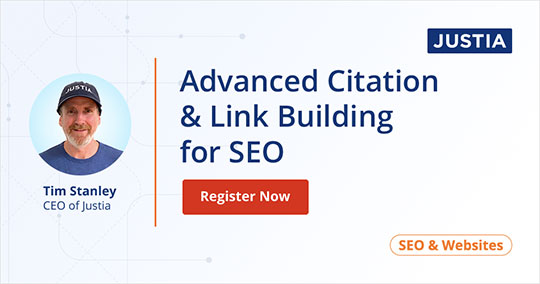 JUSTIA
Advanced Citation
& Link Building
for SEO
Register Now
JUSTIA
Tim Stanley
CEO of Justia
SEO & Websites